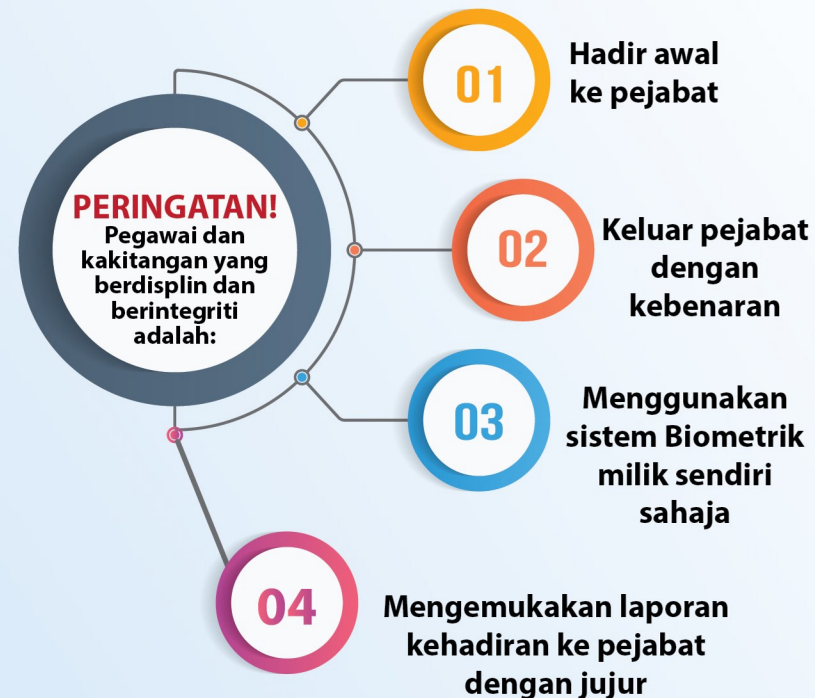 PERINGATAN!
Pegawai dan
kakitangan yang
berdisplin dan
berintegriti
adalah:
01
Hadir awal
ke pejabat
02
Keluar pejabat
dengan
kebenaran
03
Menggunakan
sistem Biometrik
milik sendiri
sahaja
04
Mengemukakan laporan
kehadiran ke pejabat
dengan jujur